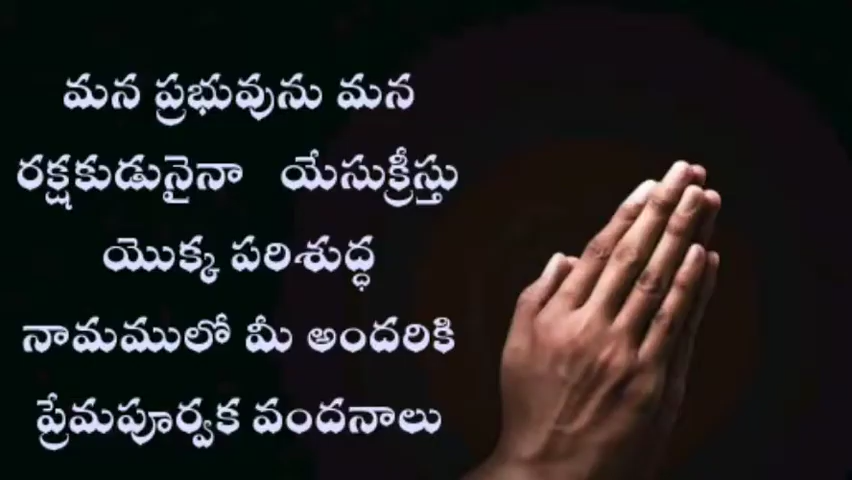 మన ప్రభువును మన
రక్షకుడునైనా యేసుక్రీస్తు
యొక్క పరిశుద్ధ
నామములో మీ అందరికి
ప్రేమపూర్వక వందనాలు